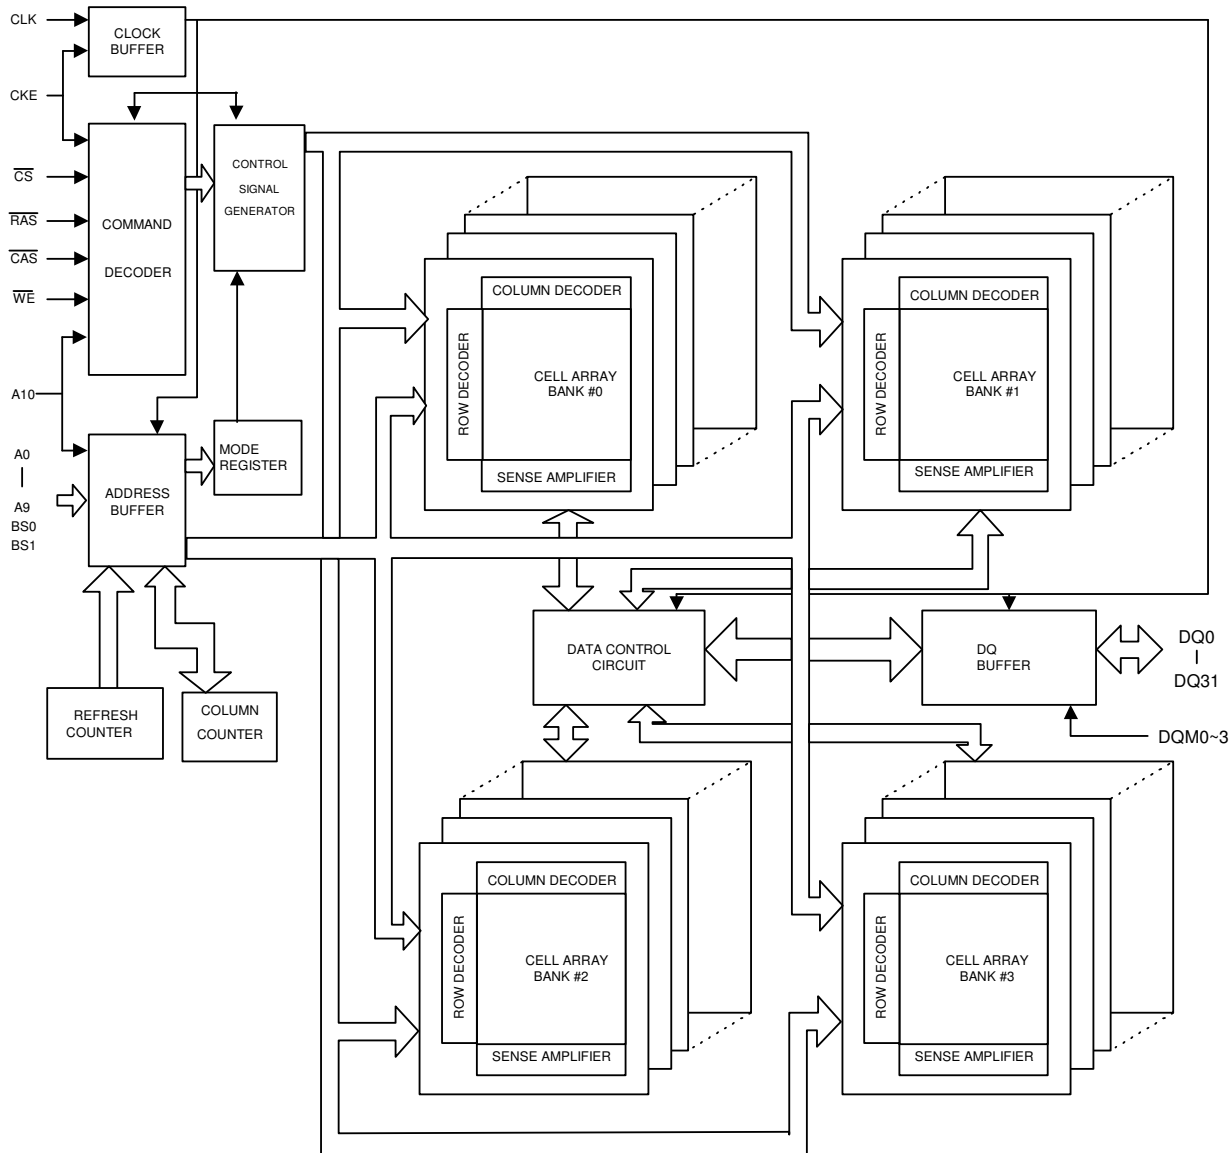 CLK
CLOCK
BUFFER
CKE
CS
RAS
CAS
WE
COMMAND
DECODER
CONTROL
SIGNAL
GENERATOR
A10
A0
A9
BS0
BS1
ADDRESS
BUFFER
MODE
REGISTER
REFRESH
COUNTER
COLUMN
COUNTER
COLUMN DECODER
ROW DECODER
CELL ARRAY
BANK #0
SENSE AMPLIFIER
COLUMN DECODER
ROW DECODER
CELL ARRAY
BANK #1
SENSE AMPLIFIER
DATA CONTROL
CIRCUIT
DQ
BUFFER
DQ0
DQ31
DQM0~3
COLUMN DECODER
ROW DECODER
CELL ARRAY
BANK #2
SENSE AMPLIFIER
COLUMN DECODER
ROW DECODER
CELL ARRAY
BANK #3
SENSE AMPLIFIER